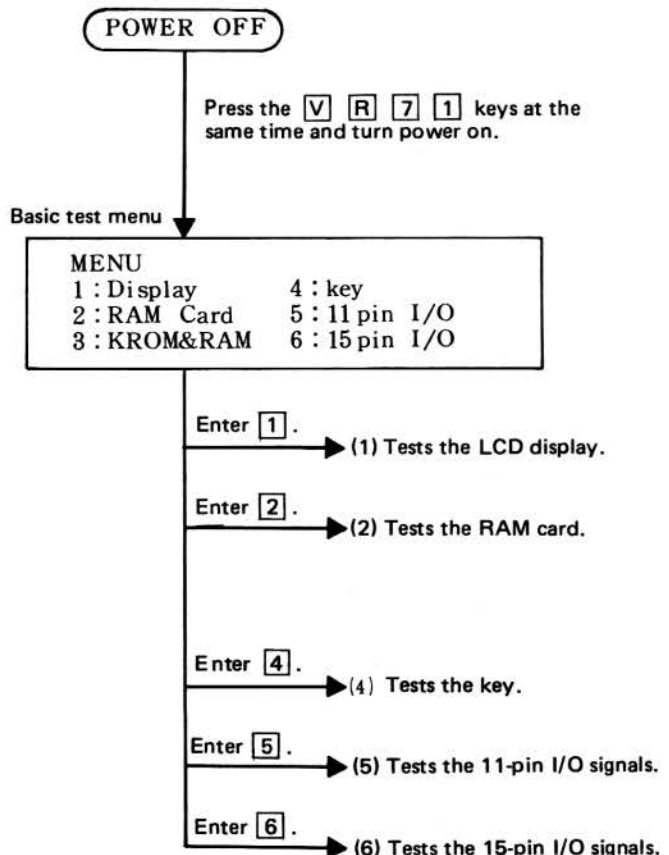 POWER OFF
Press the V R 7 1 keys at the
same time and turn power on.
Basic test menu
MENU
1 : Display 4 : key
2 : RAM Card 5 : 11 pin I/O
3 : KROM&RAM 6 : 15 pin I/O
Enter 1 .
(1) Tests the LCD display.
Enter 2 .
(2) Tests the RAM card.
Enter 4 .
(4) Tests the key.
Enter 5 .
(5) Tests the 11-pin I/O signals.
Enter 6 .
(6) Tests the 15-pin I/O signals.